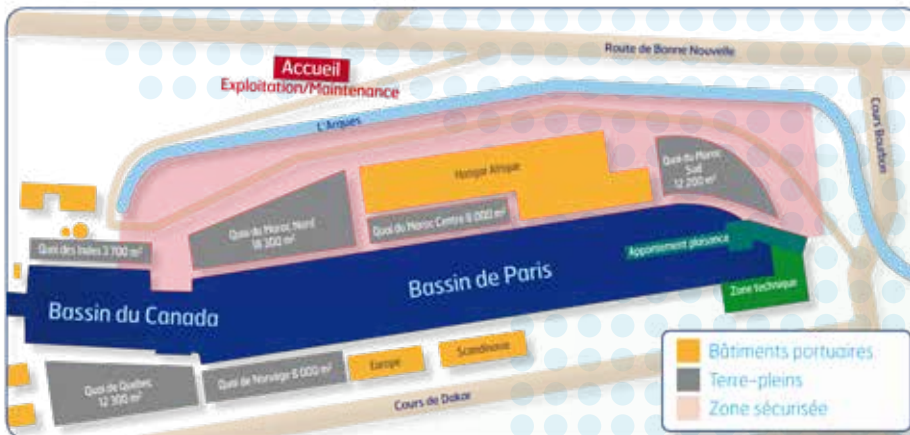 Route de Bonne Nouvelle
Accueil
Exploitation/Maintenance
Cours Bourbon
L'Arques
Hangar Afrique
Quai du Maroc
Sud
12 200 m²
Quai du Maroc Nord
18 300 m²
Quai du Maroc Centre 8 000 m²
Quai des Indes 3 700 m²
Appontement plaisance
Bassin de Paris
Zone technique
Bassin du Canada
Bâtiments portuaires
Terre-pleins
Zone sécurisée
Scandinavie
Europe
Quai de Norvège 8 000 m²
Quai de Québec
12 300 m²
Cours de Dakar